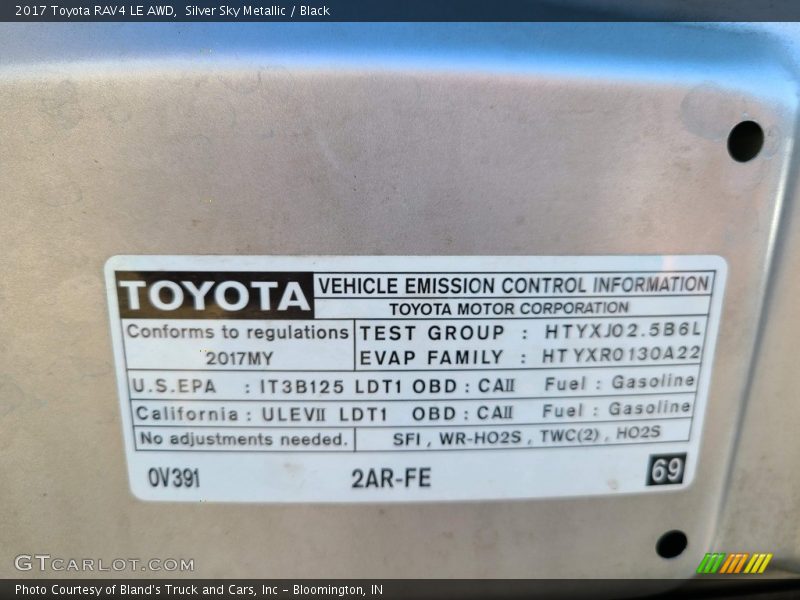 2017 Toyota RAV4 LE AWD,  Silver Sky Metallic / Black
TOYOTA
VEHICLE EMISSION CONTROL INFORMATION
TOYOTA MOTOR CORPORATION
Conforms to regulations
2017MY
TEST GROUP : HTYXJ02.5B6L
EVAP FAMILY : HTYXR0130A22
U.S.EPA : IT3B125 LDT1 OBD : CAII Fuel : Gasoline
California : ULEVII LDT1 OBD : CAII Fuel : Gasoline
No adjustments needed. SFI , WR-HO2S , TWC(2) , HO2S
0V391 2AR-FE 69
GTCARLOT.COM
Photo Courtesy of Bland's Truck and Cars, Inc – Bloomington, IN